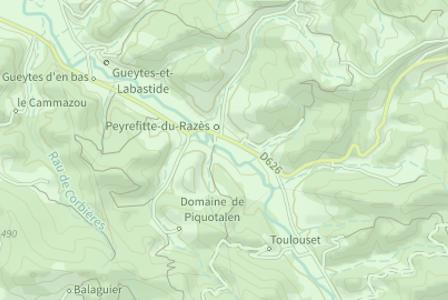 Gueytes d'en bas
Gueytes-et-
Labastide
le Cammazou
Peyrefitte-du-Razès
D626
Rau de Corbières
Domaine de
Piquotalen
490
Toulouset
Balaguier